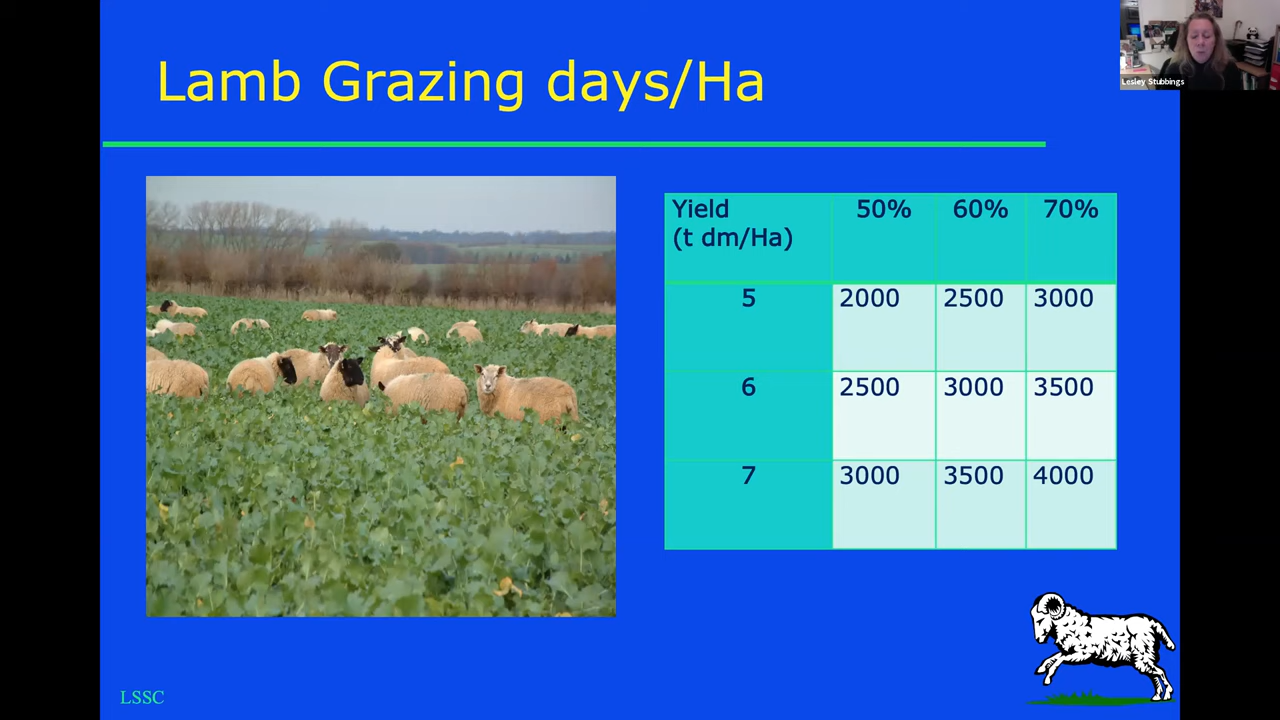 Lamb Grazing days/Ha
Lesley Stubbings
Yield 50% 60% 70%
(t dm/Ha)
5 2000 2500 3000
6 2500 3000 3500
7 3000 3500 4000
LSSC